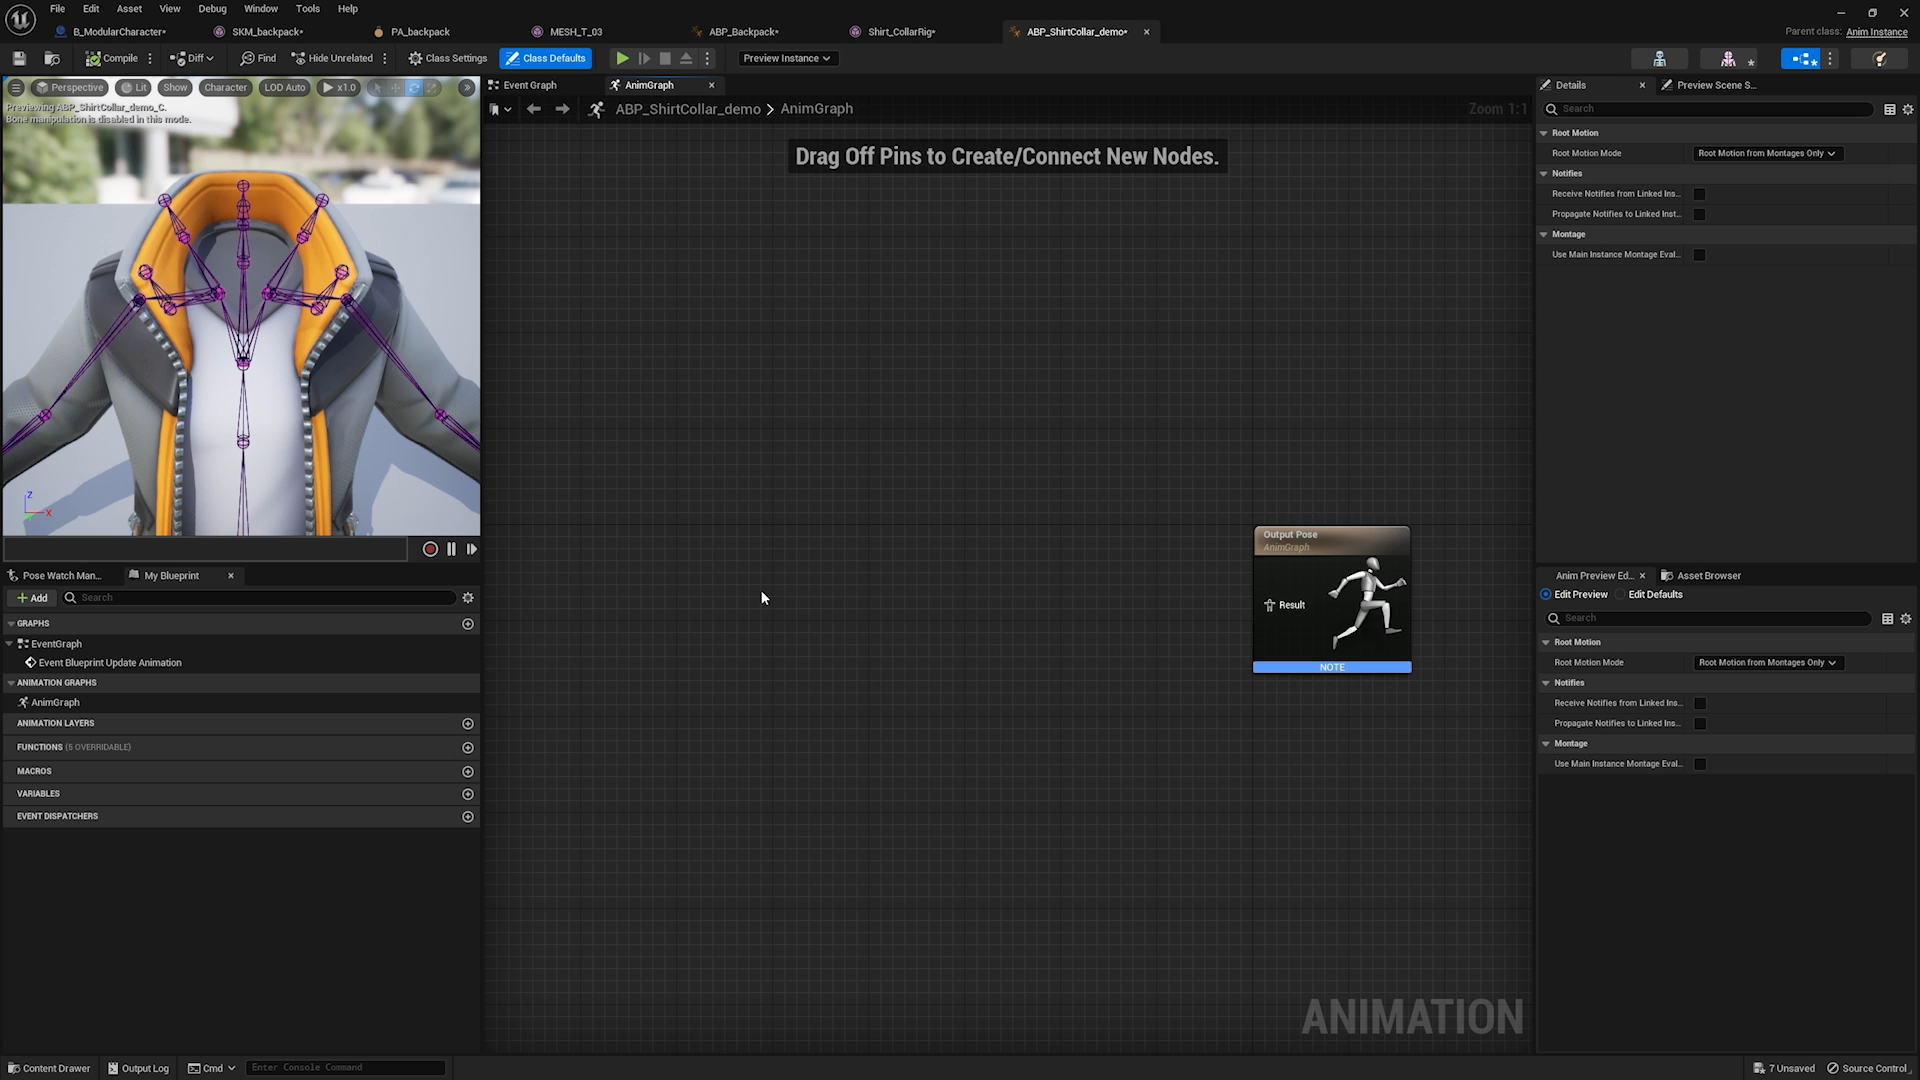 File Edit Asset View Debug Window Tools Help
B_ModularCharacter* SKM_backpack* PA_backpack MESH_T_03 ABP_Backpack* Shirt_CollarRig* ABP_ShirtCollar_demo* Parent class: Anim Instance
Compile Diff Find Hide Unrelated Class Settings Class Defaults Preview Instance
Perspective Lit Show Character LOD Auto x1.0
Previewing ABP_ShirtCollar_demo_C.
Bone manipulation is disabled in this mode.
Z
X
Pose Watch Man... My Blueprint
Add Search
GRAPHS
EventGraph
Event Blueprint Update Animation
ANIMATION GRAPHS
AnimGraph
ANIMATION LAYERS
FUNCTIONS (5 OVERRIDABLE)
MACROS
VARIABLES
EVENT DISPATCHERS
Event Graph AnimGraph
ABP_ShirtCollar_demo > AnimGraph Zoom 1:1
Drag Off Pins to Create/Connect New Nodes.
Output Pose
AnimGraph
Result
NOTE
ANIMATION
Details Preview Scene S...
Search
Root Motion
Root Motion Mode Root Motion from Montages Only
Notifies
Receive Notifies from Linked Ins...
Propagate Notifies to Linked Inst...
Montage
Use Main Instance Montage Eval...
Anim Preview Ed... Asset Browser
Edit Preview Edit Defaults
Search
Root Motion
Root Motion Mode Root Motion from Montages Only
Notifies
Receive Notifies from Linked Ins...
Propagate Notifies to Linked Ins...
Montage
Use Main Instance Montage Eval...
Content Drawer Output Log Cmd Enter Console Command 7 Unsaved Source Control